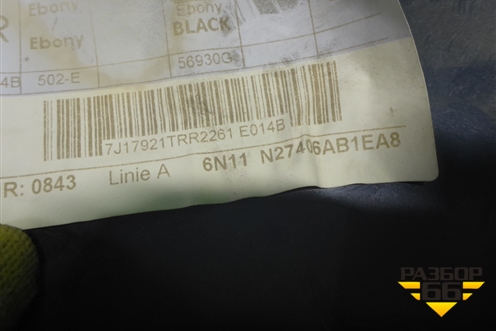 Ebony
Ebony
Ebony
BLACK
4B 502-E 56930G
7J17921TRR2261 E014B
R: 0843 Linie A 6N11 N27406AB1EA8
РАЗБОР
66